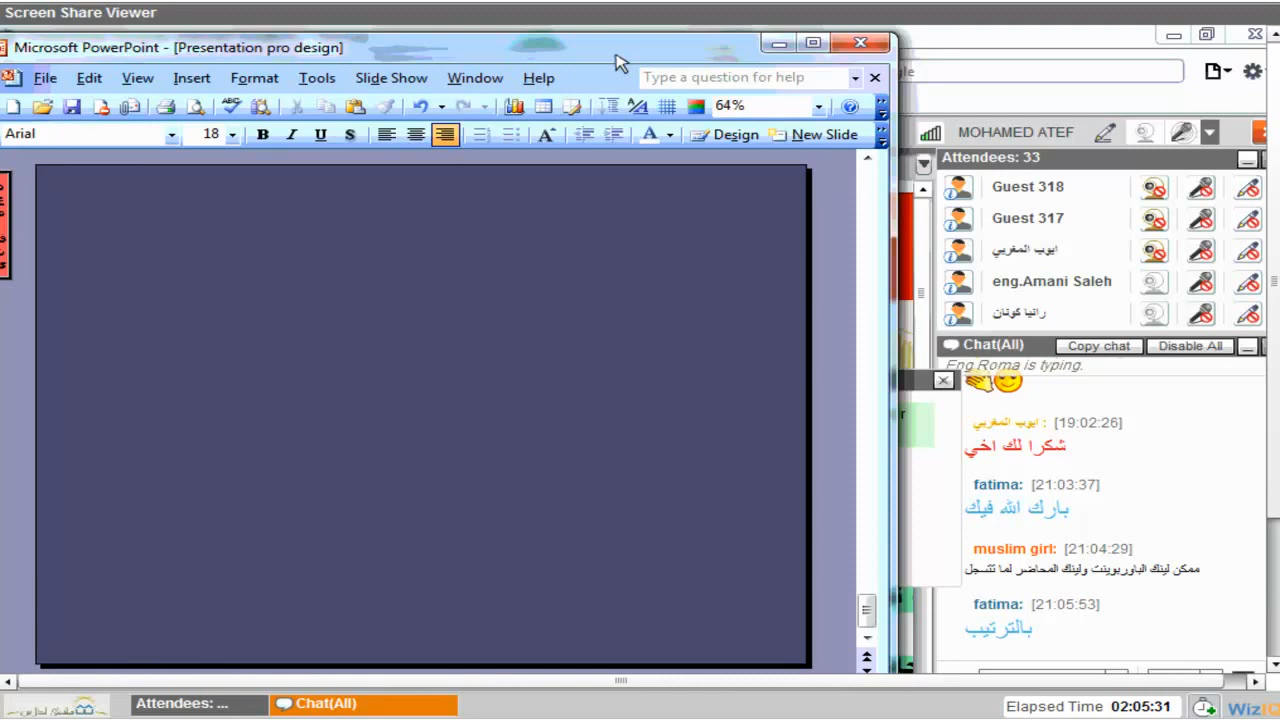 Screen Share Viewer
Microsoft PowerPoint - [Presentation pro design]
File Edit View Insert Format Tools Slide Show Window Help Type a question for help
64%
Arial 18 B I U S A A Design New Slide
gle
MOHAMED ATEF
Attendees: 33
Guest 318
Guest 317
ايوب المغربي
eng.Amani Saleh
رانيا كونان
Chat(All) Copy chat Disable All
Eng Roma is typing.
ايوب المغربي : [19:02:26]
شكرا لك اخي
fatima: [21:03:37]
بارك الله فيك
muslim girl: [21:04:29]
ممكن لينك الباوربوينت ولينك المحاضر لما تتسجل
fatima: [21:05:53]
بالترتيب
Attendees: ... Chat(All) Elapsed Time 02:05:31 WizIQ